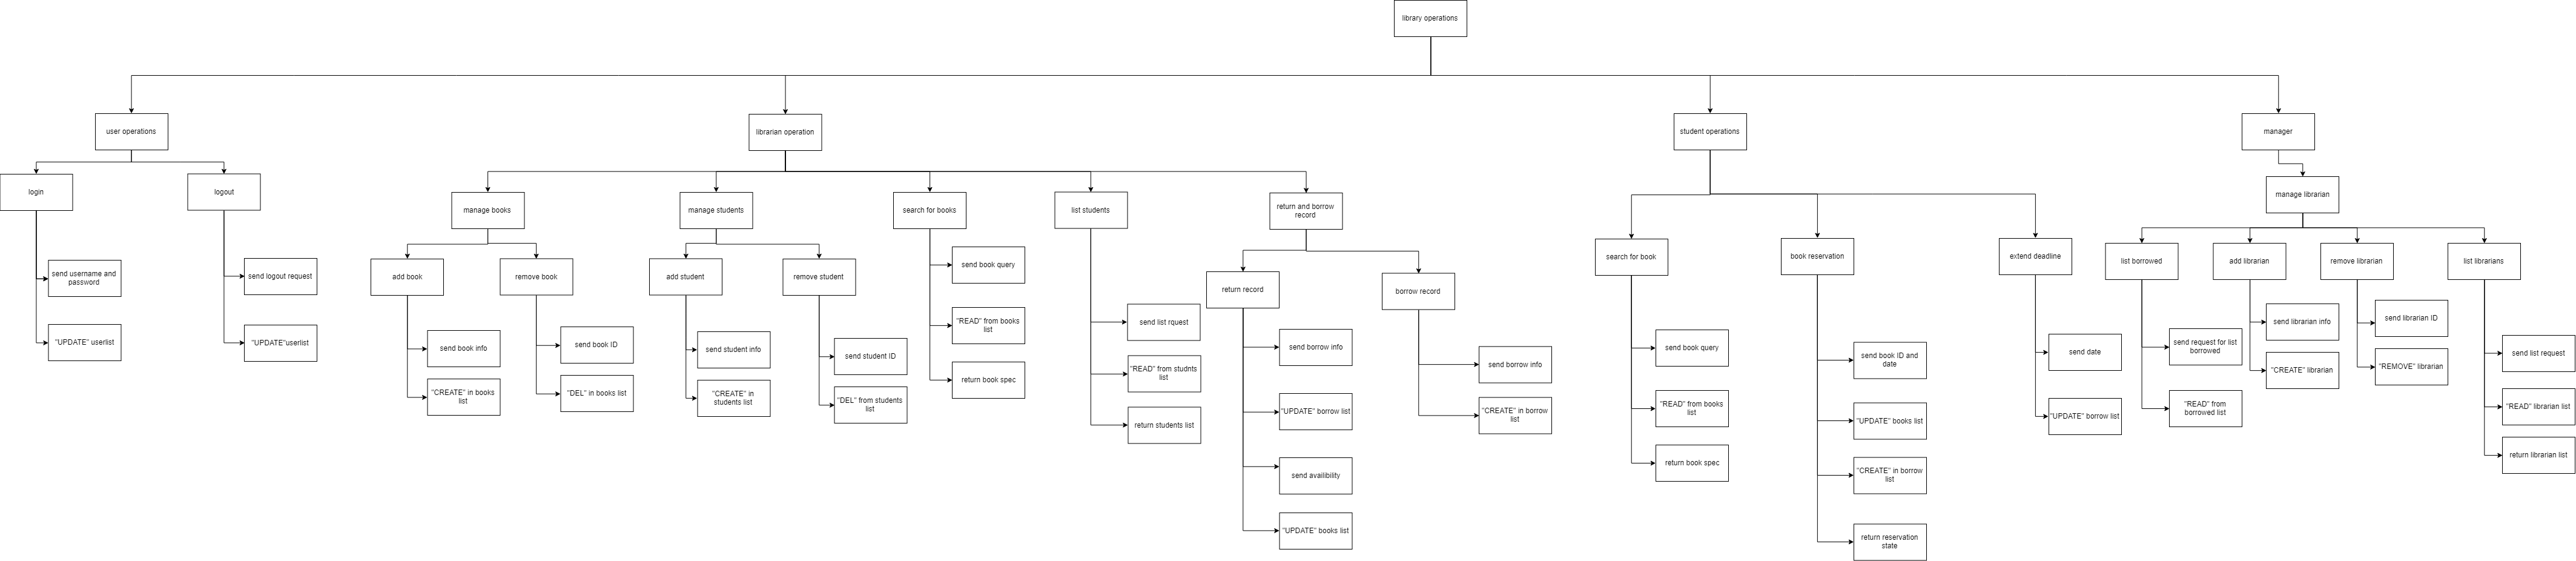 library operations
user operations
librarian operation
student operations
manager
login
logout
manage books
manage students
search for books
list students
return and borrow
record
manage librarian
send username and
password
"UPDATE" userlist
send logout request
"UPDATE"userlist
add book
remove book
send book info
"CREATE" in books
list
send book ID
"DEL" in books list
add student
remove student
send student info
"CREATE" in
students list
send student ID
"DEL" from students
list
send book query
"READ" from books
list
return book spec
send list rquest
"READ" from studnts
list
return students list
return record
borrow record
send borrow info
"UPDATE" borrow list
send availibility
"UPDATE" books list
send borrow info
"CREATE" in borrow
list
search for book
book reservation
extend deadline
send book query
"READ" from books
list
return book spec
send book ID and
date
"UPDATE" books list
"CREATE" in borrow
list
return reservation
state
send date
"UPDATE" borrow list
list borrowed
add librarian
remove librarian
list librarians
send request for list
borrowed
"READ" from
borrowed list
send librarian info
"CREATE" librarian
send librarian ID
"REMOVE" librarian
send list request
"READ" librarian list
return librarian list